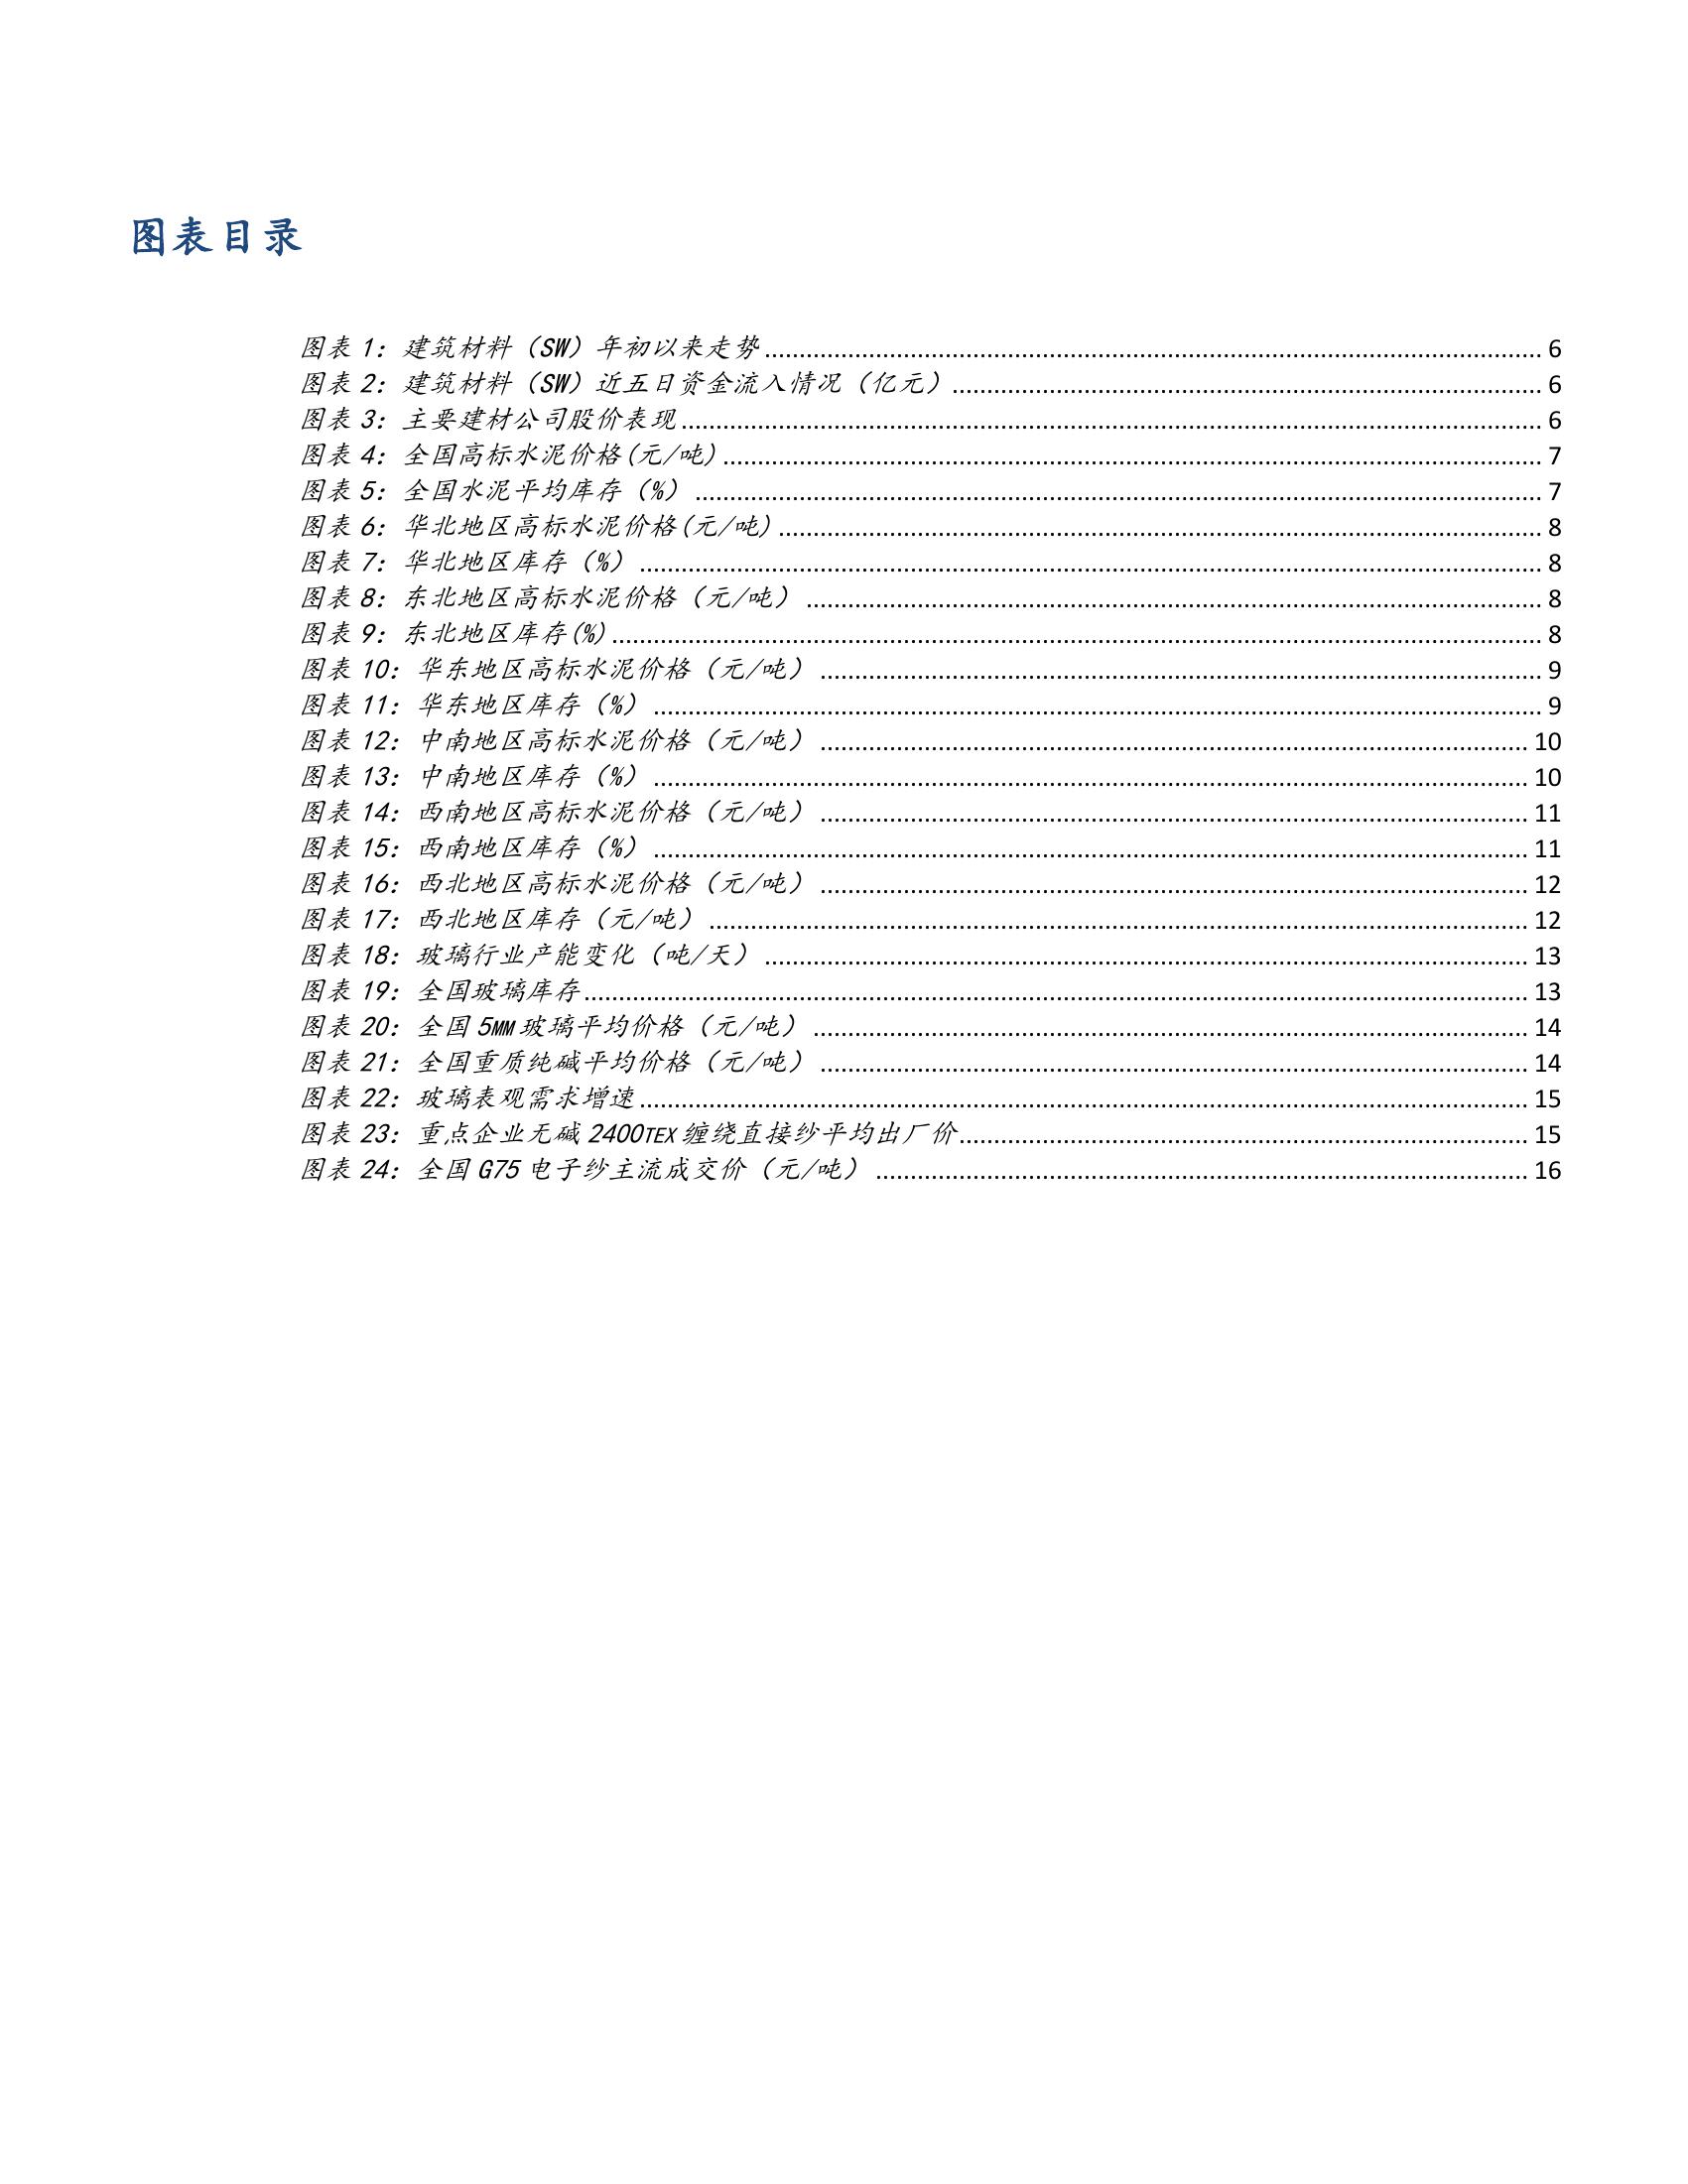 图表目录
图表 1：建筑材料（SW）年初以来走势 6
图表 2：建筑材料（SW）近五日资金流入情况（亿元） 6
图表 3：主要建材公司股价表现 6
图表 4：全国高标水泥价格(元/吨) 7
图表 5：全国水泥平均库存（%） 7
图表 6：华北地区高标水泥价格(元/吨) 8
图表 7：华北地区库存（%） 8
图表 8：东北地区高标水泥价格（元/吨） 8
图表 9：东北地区库存(%) 8
图表 10：华东地区高标水泥价格（元/吨） 9
图表 11：华东地区库存（%） 9
图表 12：中南地区高标水泥价格（元/吨） 10
图表 13：中南地区库存（%） 10
图表 14：西南地区高标水泥价格（元/吨） 11
图表 15：西南地区库存（%） 11
图表 16：西北地区高标水泥价格（元/吨） 12
图表 17：西北地区库存（元/吨） 12
图表 18：玻璃行业产能变化（吨/天） 13
图表 19：全国玻璃库存 13
图表 20：全国 5MM 玻璃平均价格（元/吨） 14
图表 21：全国重质纯碱平均价格（元/吨） 14
图表 22：玻璃表观需求增速 15
图表 23：重点企业无碱 2400TEX 缠绕直接纱平均出厂价 15
图表 24：全国 G75 电子纱主流成交价（元/吨） 16